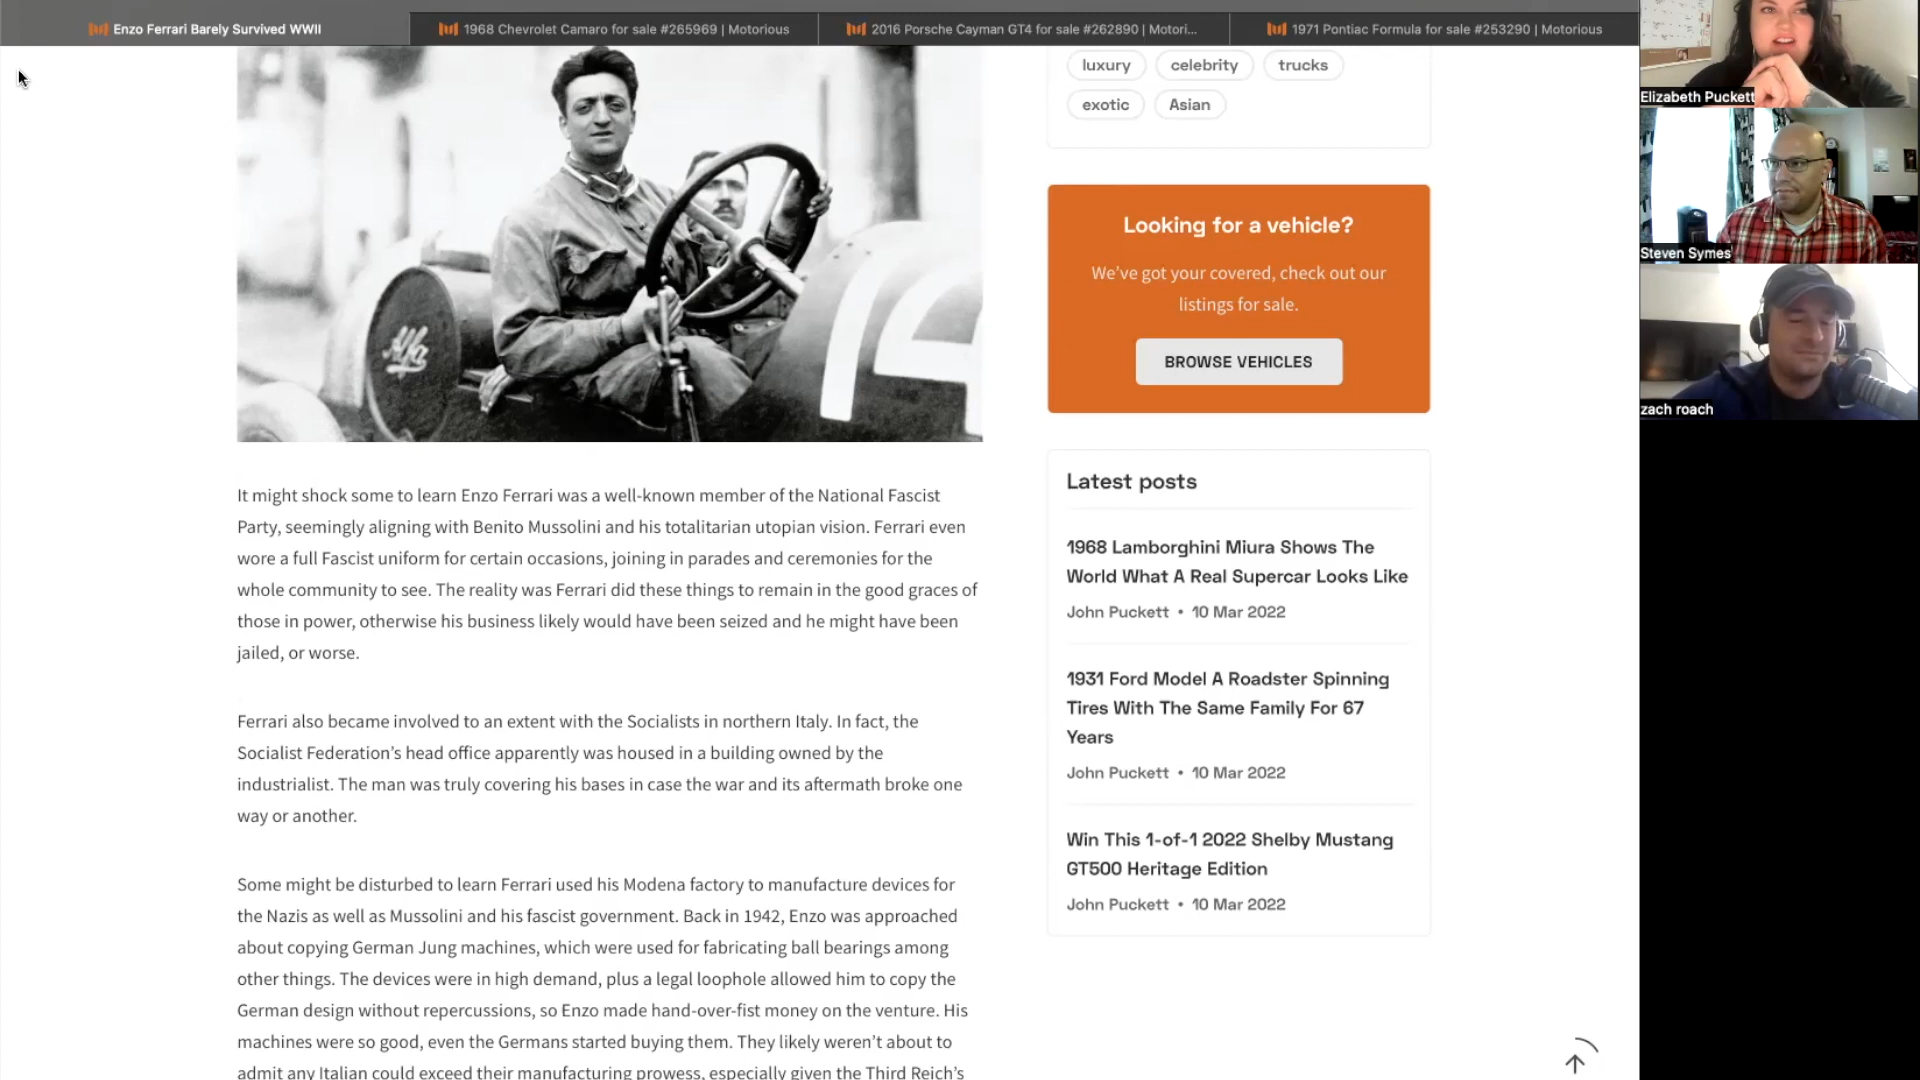 Enzo Ferrari Barely Survived WWII
1968 Chevrolet Camaro for sale #265969 | Motorious
2016 Porsche Cayman GT4 for sale #262890 | Motori...
1971 Pontiac Formula for sale #253290 | Motorious
Alfa
luxury
celebrity
trucks
exotic
Asian
Looking for a vehicle?
We've got your covered, check out our
listings for sale.
BROWSE VEHICLES
It might shock some to learn Enzo Ferrari was a well-known member of the National Fascist
Party, seemingly aligning with Benito Mussolini and his totalitarian utopian vision. Ferrari even
wore a full Fascist uniform for certain occasions, joining in parades and ceremonies for the
whole community to see. The reality was Ferrari did these things to remain in the good graces of
those in power, otherwise his business likely would have been seized and he might have been
jailed, or worse.
Ferrari also became involved to an extent with the Socialists in northern Italy. In fact, the
Socialist Federation's head office apparently was housed in a building owned by the
industrialist. The man was truly covering his bases in case the war and its aftermath broke one
way or another.
Some might be disturbed to learn Ferrari used his Modena factory to manufacture devices for
the Nazis as well as Mussolini and his fascist government. Back in 1942, Enzo was approached
about copying German Jung machines, which were used for fabricating ball bearings among
other things. The devices were in high demand, plus a legal loophole allowed him to copy the
German design without repercussions, so Enzo made hand-over-fist money on the venture. His
machines were so good, even the Germans started buying them. They likely weren't about to
admit any Italian could exceed their manufacturing prowess, especially given the Third Reich's
Latest posts
1968 Lamborghini Miura Shows The
World What A Real Supercar Looks Like
John Puckett • 10 Mar 2022
1931 Ford Model A Roadster Spinning
Tires With The Same Family For 67
Years
John Puckett • 10 Mar 2022
Win This 1-of-1 2022 Shelby Mustang
GT500 Heritage Edition
John Puckett • 10 Mar 2022
Elizabeth Puckett
Steven Symes
zach roach